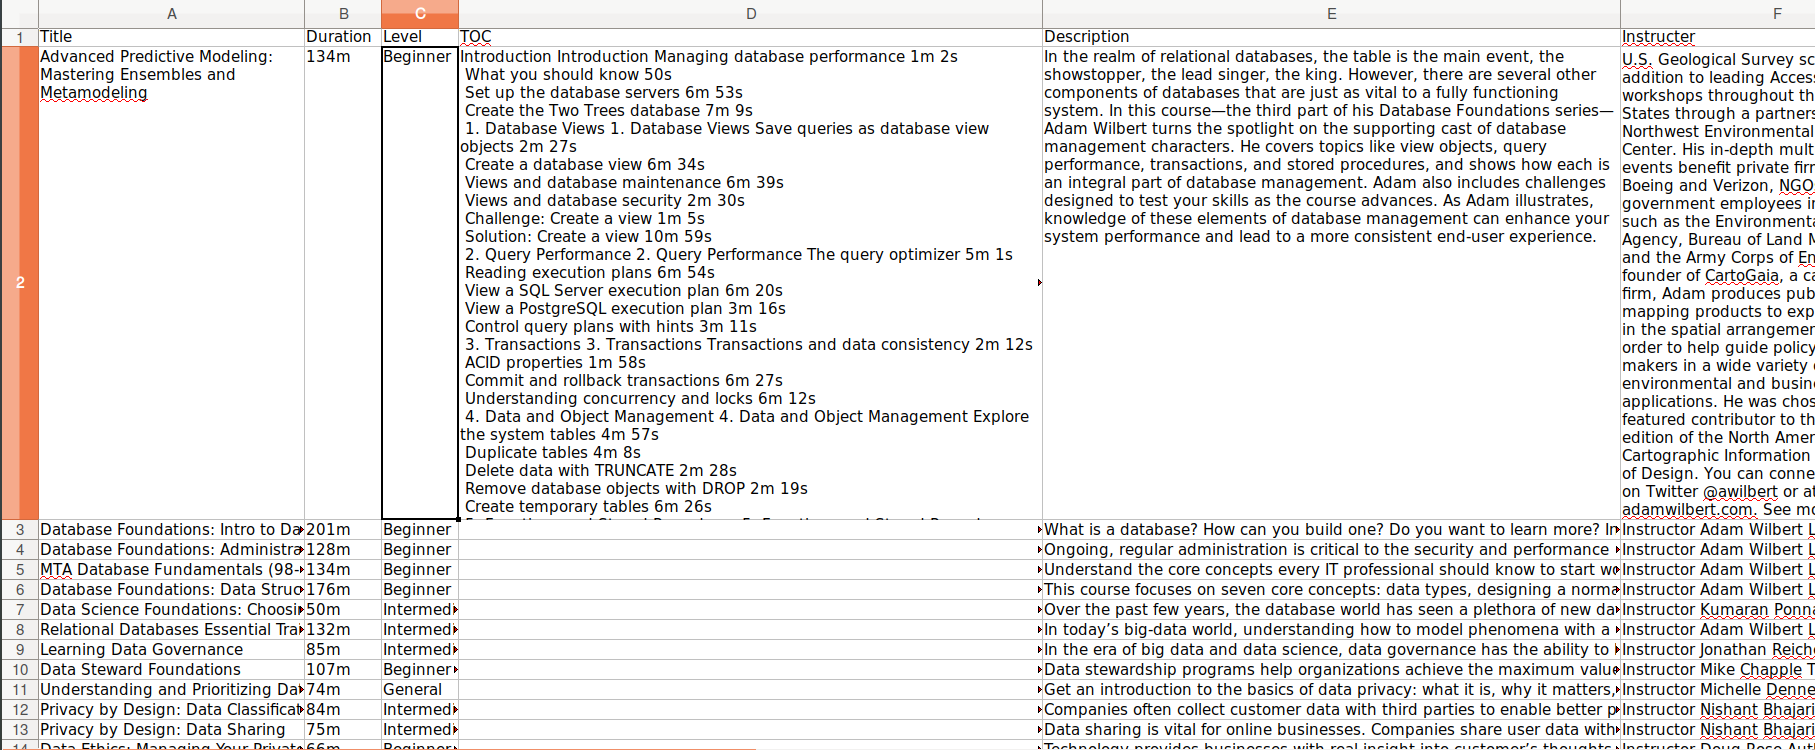 A B C D E F
1 Title Duration Level TOC Description Instructer
2
Advanced Predictive Modeling:
Mastering Ensembles and
Metamodeling
134m
Beginner
Introduction Introduction Managing database performance 1m 2s
What you should know 50s
Set up the database servers 6m 53s
Create the Two Trees database 7m 9s
1. Database Views 1. Database Views Save queries as database view
objects 2m 27s
Create a database view 6m 34s
Views and database maintenance 6m 39s
Views and database security 2m 30s
Challenge: Create a view 1m 5s
Solution: Create a view 10m 59s
2. Query Performance 2. Query Performance The query optimizer 5m 1s
Reading execution plans 6m 54s
View a SQL Server execution plan 6m 20s
View a PostgreSQL execution plan 3m 16s
Control query plans with hints 3m 11s
3. Transactions 3. Transactions Transactions and data consistency 2m 12s
ACID properties 1m 58s
Commit and rollback transactions 6m 27s
Understanding concurrency and locks 6m 12s
4. Data and Object Management 4. Data and Object Management Explore
the system tables 4m 57s
Duplicate tables 4m 8s
Delete data with TRUNCATE 2m 28s
Remove database objects with DROP 2m 19s
Create temporary tables 6m 26s
In the realm of relational databases, the table is the main event, the
showstopper, the lead singer, the king. However, there are several other
components of databases that are just as vital to a fully functioning
system. In this course—the third part of his Database Foundations series—
Adam Wilbert turns the spotlight on the supporting cast of database
management characters. He covers topics like view objects, query
performance, transactions, and stored procedures, and shows how each is
an integral part of database management. Adam also includes challenges
designed to test your skills as the course advances. As Adam illustrates,
knowledge of these elements of database management can enhance your
system performance and lead to a more consistent end-user experience.
U.S. Geological Survey sc
addition to leading Acces
workshops throughout th
States through a partners
Northwest Environmental
Center. His in-depth mult
events benefit private firr
Boeing and Verizon, NGO
government employees in
such as the Environmenta
Agency, Bureau of Land M
and the Army Corps of En
founder of CartoGaia, a ca
firm, Adam produces pub
mapping products to exp
in the spatial arrangemer
order to help guide policy
makers in a wide variety
environmental and busin
applications. He was chos
featured contributor to th
edition of the North Amer
Cartographic Information
of Design. You can conne
on Twitter @awilbert or at
adamwilbert.com. See mo
3 Database Foundations: Intro to Da 201m Beginner What is a database? How can you build one? Do you want to learn more? In Instructor Adam Wilbert L
4 Database Foundations: Administra 128m Beginner Ongoing, regular administration is critical to the security and performance Instructor Adam Wilbert L
5 MTA Database Fundamentals (98- 134m Beginner Understand the core concepts every IT professional should know to start wo Instructor Adam Wilbert L
6 Database Foundations: Data Struc 176m Beginner This course focuses on seven core concepts: data types, designing a norma Instructor Adam Wilbert L
7 Data Science Foundations: Choosin 50m Intermed Over the past few years, the database world has seen a plethora of new da Instructor Kumaran Ponna
8 Relational Databases Essential Tra 132m Intermed In today’s big-data world, understanding how to model phenomena with a Instructor Adam Wilbert L
9 Learning Data Governance 85m Intermed In the era of big data and data science, data governance has the ability to Instructor Jonathan Reiche
10 Data Steward Foundations 107m Beginner Data stewardship programs help organizations achieve the maximum value Instructor Mike Chapple T
11 Understanding and Prioritizing Da 74m General Get an introduction to the basics of data privacy: what it is, why it matters, Instructor Michelle Denne
12 Privacy by Design: Data Classificat 84m Intermed Companies often collect customer data with third parties to enable better p Instructor Nishant Bhajari
13 Privacy by Design: Data Sharing 75m Intermed Data sharing is vital for online businesses. Companies share user data with Instructor Nishant Bhajari